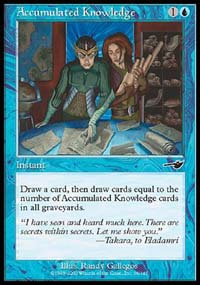 Accumulated Knowledge 1
Instant
Draw a card, then draw cards equal to the
number of Accumulated Knowledge cards
in all graveyards.
"I have seen and heard much here. There are
secrets within secrets. Let me show you."
—Takara, to Eladamri
Illus. Randy Gallegos